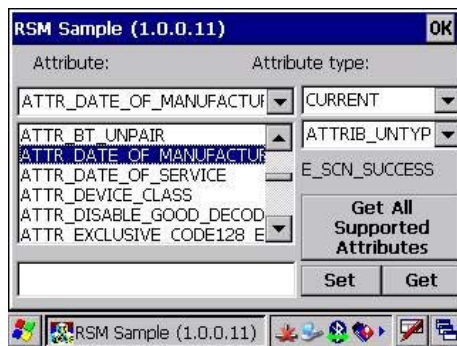 RSM Sample (1.0.0.11)
OK
Attribute:
Attribute type:
ATTR_DATE_OF_MANUFACTUF
CURRENT
ATTR_BT_UNPAIR
ATTR_DATE_OF_MANUFACTUR
ATTR_DATE_OF_SERVICE
ATTR_DEVICE_CLASS
ATTR_DISABLE_GOOD_DECOD
ATTR_EXCLUSIVE_CODE128_E
ATTRIB_UNTYP
E_SCN_SUCCESS
Get All
Supported
Attributes
Set
Get
RSM Sample (1.0.0.11)